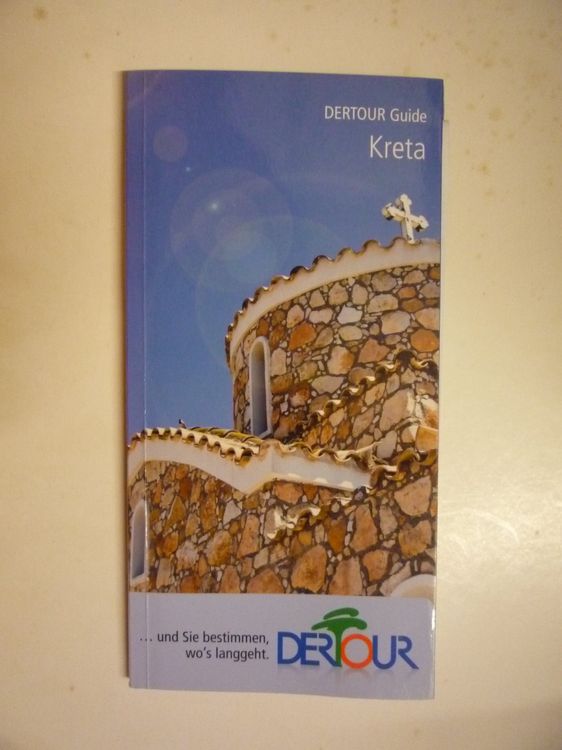 DERTOUR Guide
Kreta
... und Sie bestimmen,
wo's langgeht.
DERTOUR